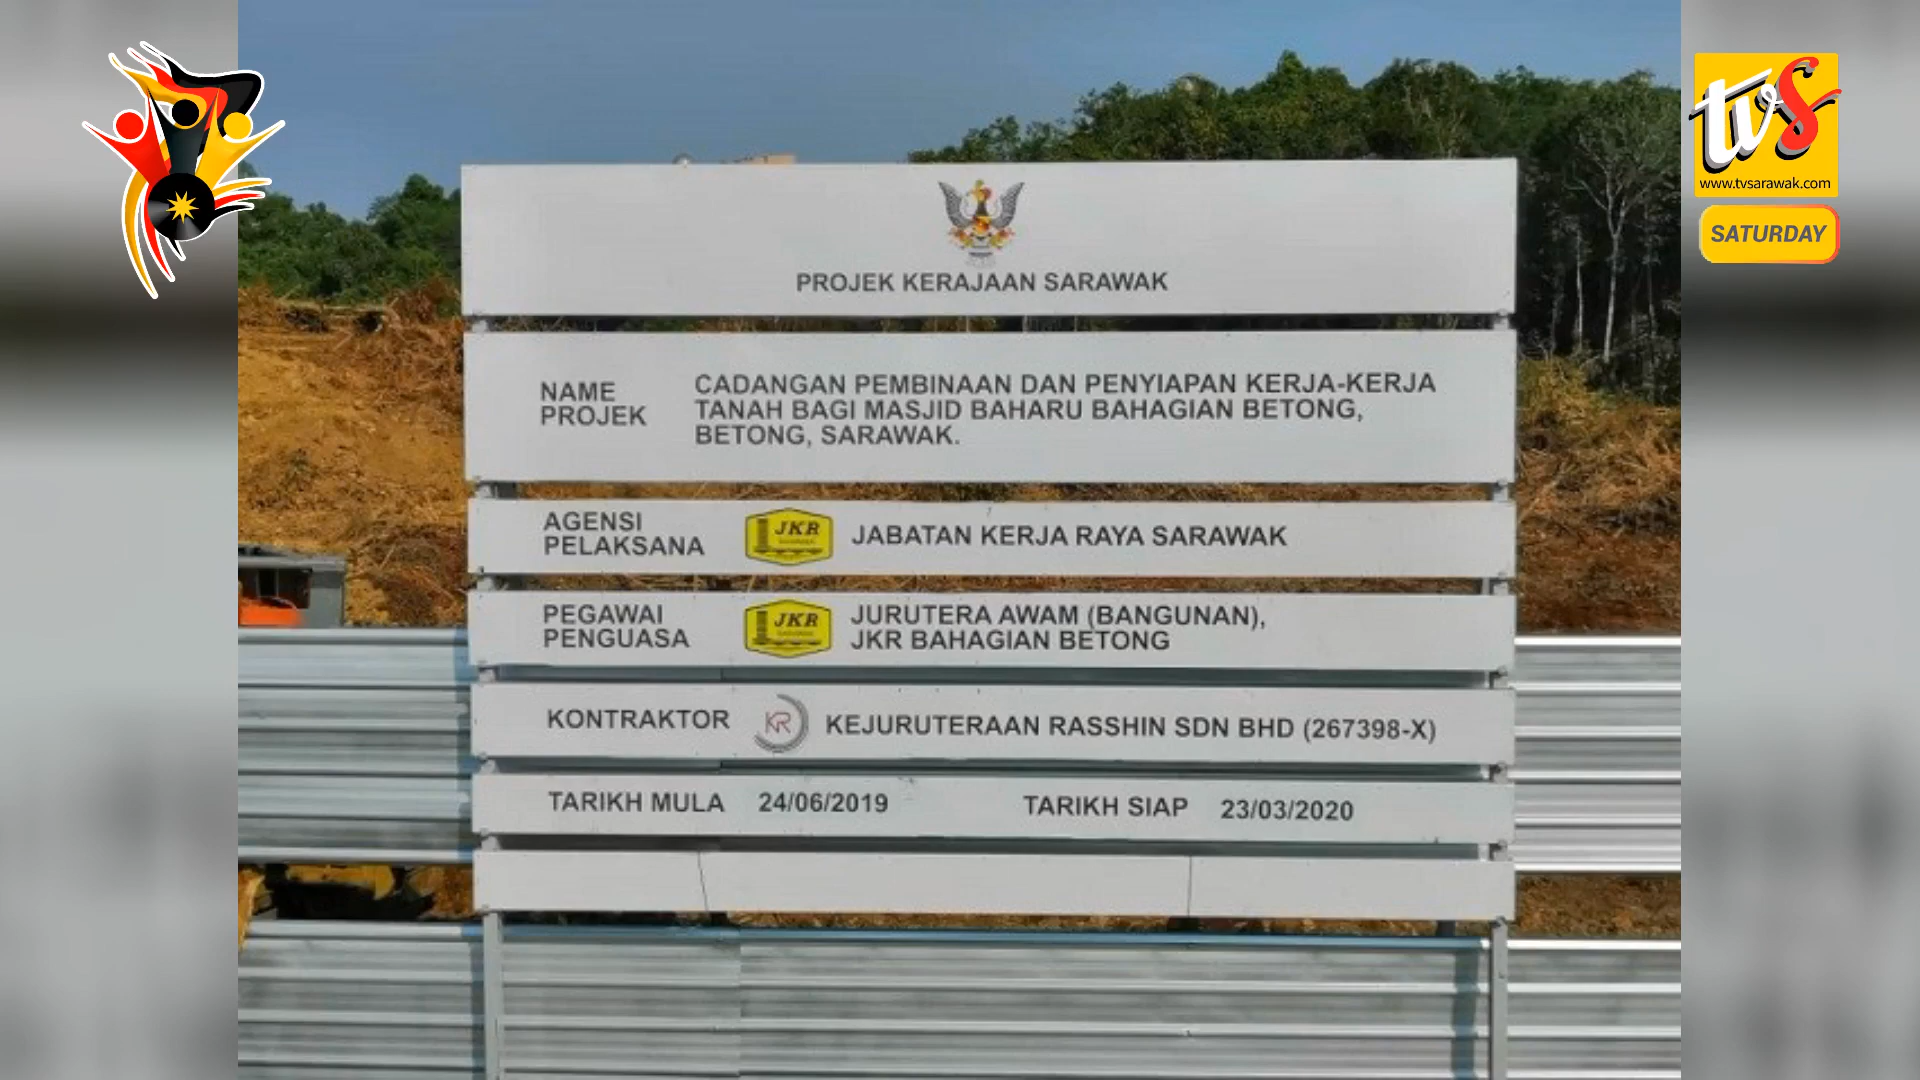 tvS
www.tvsarawak.com
SATURDAY
PROJEK KERAJAAN SARAWAK
NAME
PROJEK
CADANGAN PEMBINAAN DAN PENYIAPAN KERJA-KERJA
TANAH BAGI MASJID BAHARU BAHAGIAN BETONG,
BETONG, SARAWAK.
AGENSI
PELAKSANA
JKR
JABATAN KERJA RAYA SARAWAK
PEGAWAI
PENGUASA
JKR
JURUTERA AWAM (BANGUNAN),
JKR BAHAGIAN BETONG
KONTRAKTOR
KR
KEJURUTERAAN RASSHIN SDN BHD (267398-X)
TARIKH MULA 24/06/2019
TARIKH SIAP 23/03/2020